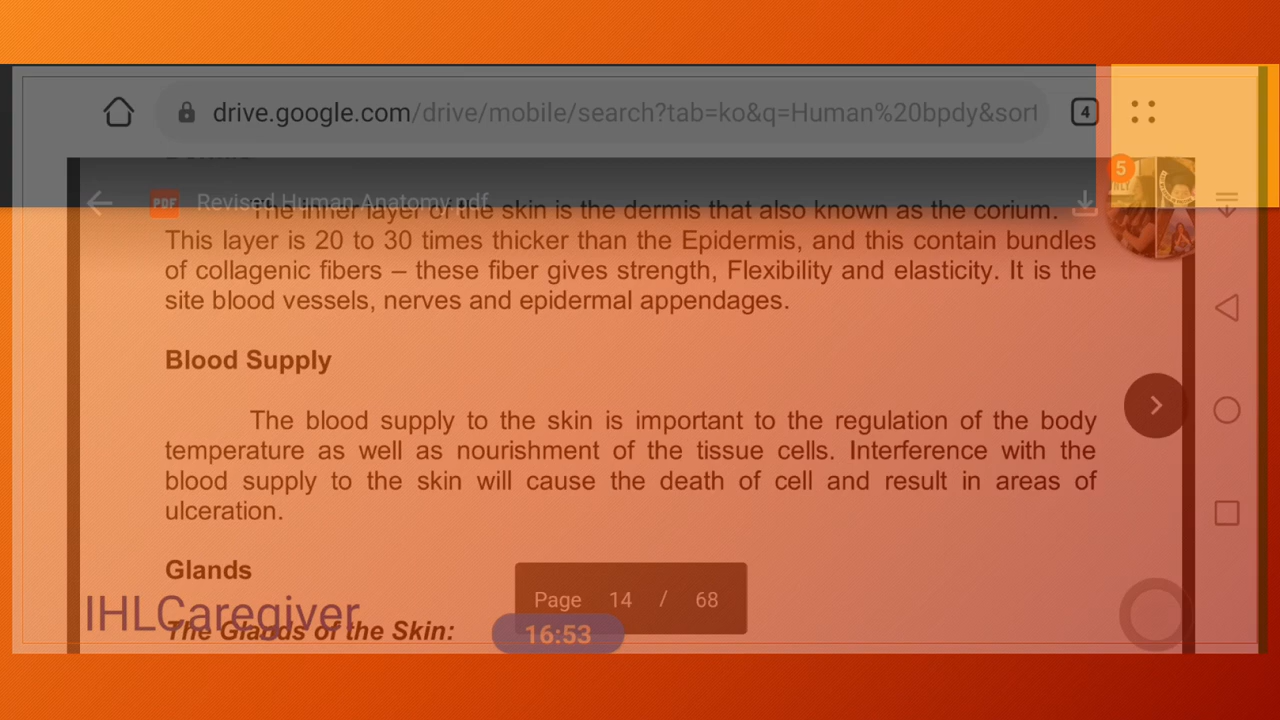 drive.google.com/drive/mobile/search?tab=ko&q=Human%20bpdy&sort
4
5
PDF Revised Human Anatomy.pdf
The inner layer of the skin is the dermis that also known as the corium.
This layer is 20 to 30 times thicker than the Epidermis, and this contain bundles
of collagenic fibers – these fiber gives strength, Flexibility and elasticity. It is the
site blood vessels, nerves and epidermal appendages.
Blood Supply
The blood supply to the skin is important to the regulation of the body
temperature as well as nourishment of the tissue cells. Interference with the
blood supply to the skin will cause the death of cell and result in areas of
ulceration.
Glands
Page 14 / 68
IHLCaregiver
The Glands of the Skin:
16:53